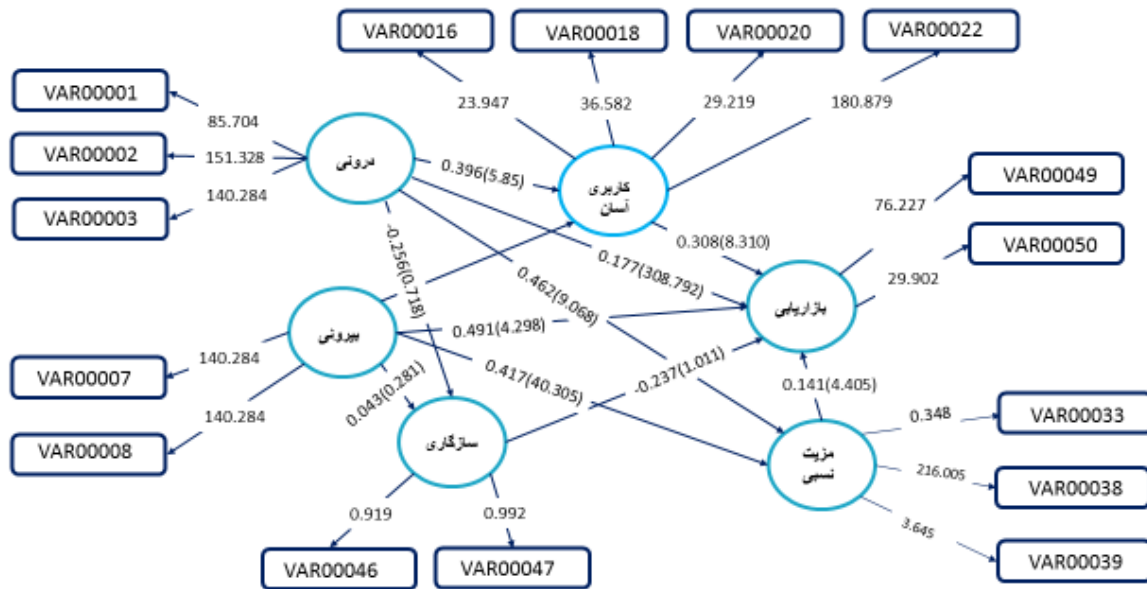 VAR00016
VAR00018
VAR00020
VAR00022
VAR00001
VAR00002
VAR00003
85.704
151.328
140.284
23.947
36.582
29.219
180.879
درونی
کاربری
آسان
0.396(5.85)
VAR00049
VAR00050
76.227
29.902
0.308(8.310)
0.177(308.792)
0.462(9.068)
-0.256(0.718)
بازاریابی
بیرونی
0.491(4.298)
VAR00007
VAR00008
140.284
140.284
0.043(0.281)
0.417(40.305)
-0.237(1.011)
0.141(4.405)
سازگاری
مزیت
نسبی
0.348
216.005
3.645
VAR00033
VAR00038
VAR00039
0.919
0.992
VAR00046
VAR00047